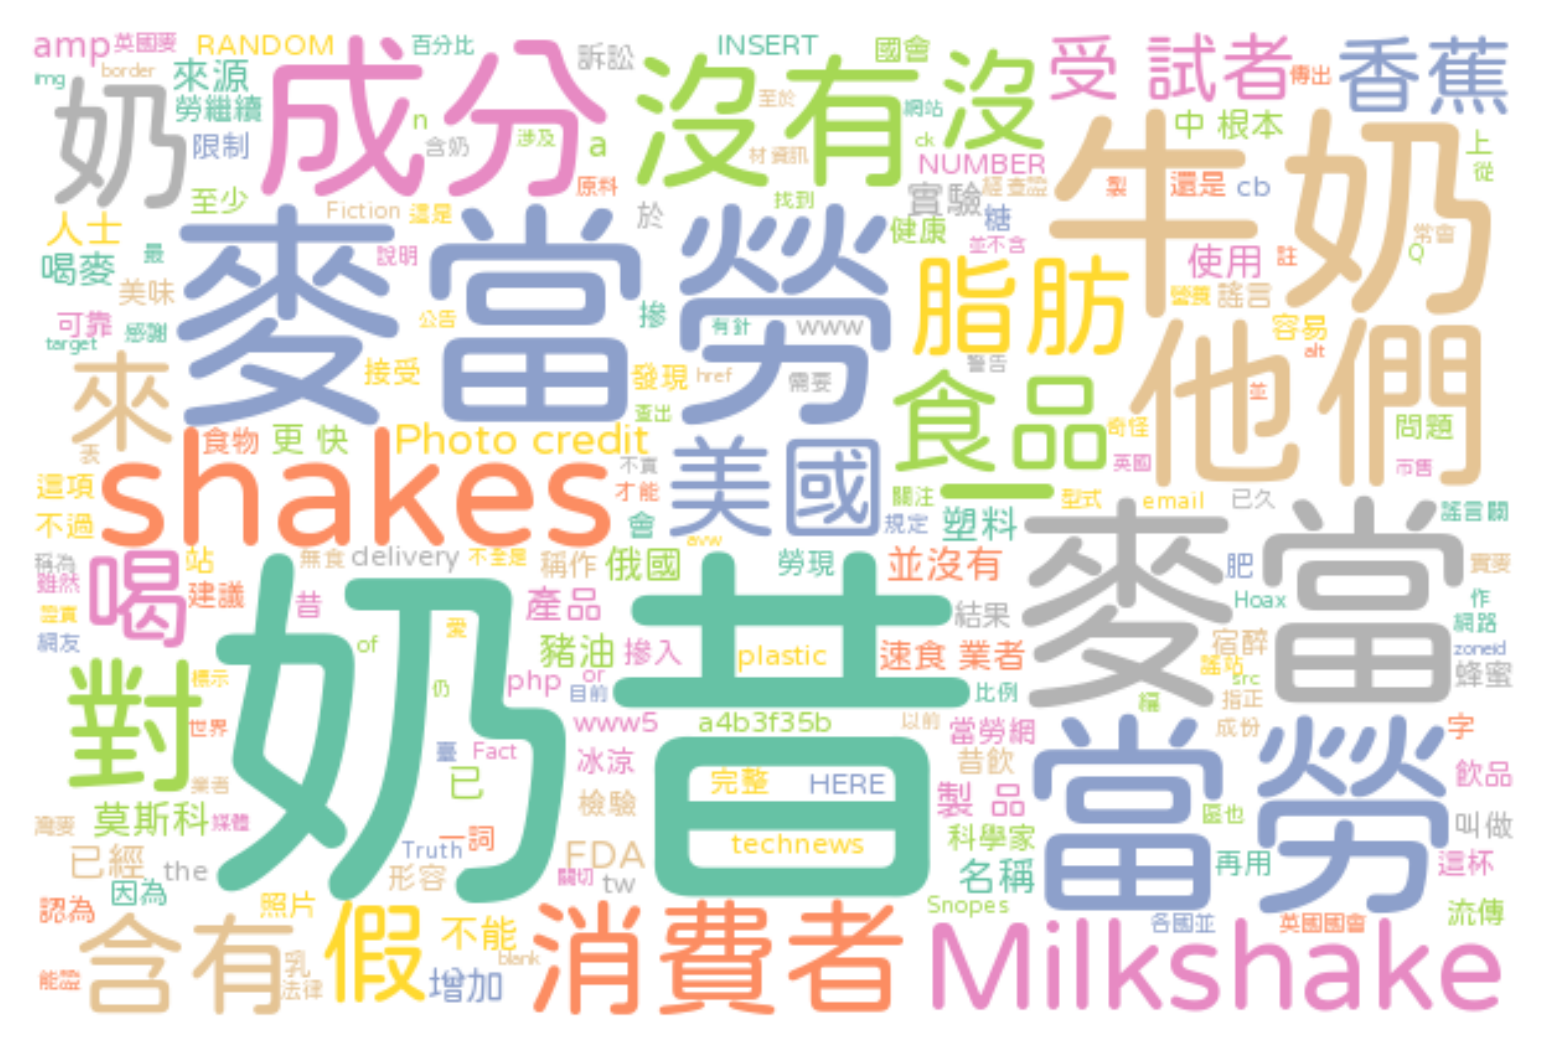 amp 英國麥 RANDOM 百分比 訴訟 INSERT 國會 受 試者 傳出 香蕉
img border 來源 成分 沒有 沒 至於 網站
奶 勞繼續 n 含奶 涉及 a 材 資訊 ck 中 根本 上
限制 原料 NUMBER 牛奶 製 還是 cb 從
至少 找到 實驗 經 查證 糖
人士 Fiction 這是 於 健康 並不含 常會
喝麥 最 麥當勞 說明 使用 註 Q
美味 脂肪 營養 謠言
可靠 感謝 公告 摻 有針 www 容易
target 警告 他們 alt
來 接受 發現 href 需要 並
查出 食品 奇怪 問題
表 食物 更 快 Photo credit 美國 英國 市售
這項 shakes 不實 才能 關注 一 型式 email 已久
不過 會 規定 塑料 謠言關
稱為 站 無食 delivery 不全是 avw 稱作 俄國 勞現 並沒有 麥當 肥 實麥
雖然 喝 建議 昔 產品 結果 Hoax 作
證實 網友 奶昔 of 愛 豬油 摻入 plastic 速食 業者 宿醉 網路 zoneid
對 標示 仍 php or 目前 比例 謠站 src 蜂蜜
世界 www5 a4b3f35b 以前 當勞網 編 指正 成份 字
臺 Fact 冰涼 昔飲 當勞 飲品
業者 已 檢驗 完整 HERE 製 品 區也
灣麥 莫斯科 媒體 一詞 technews 科學家 叫做
已經 the Truth 形容 FDA 關切 tw 名稱 再用 這杯
認為 因為 照片 Snopes 各國並 英國國會 流傳
含有 假 不能 消費者 Milkshake
能證 乳 法律 增加 blank